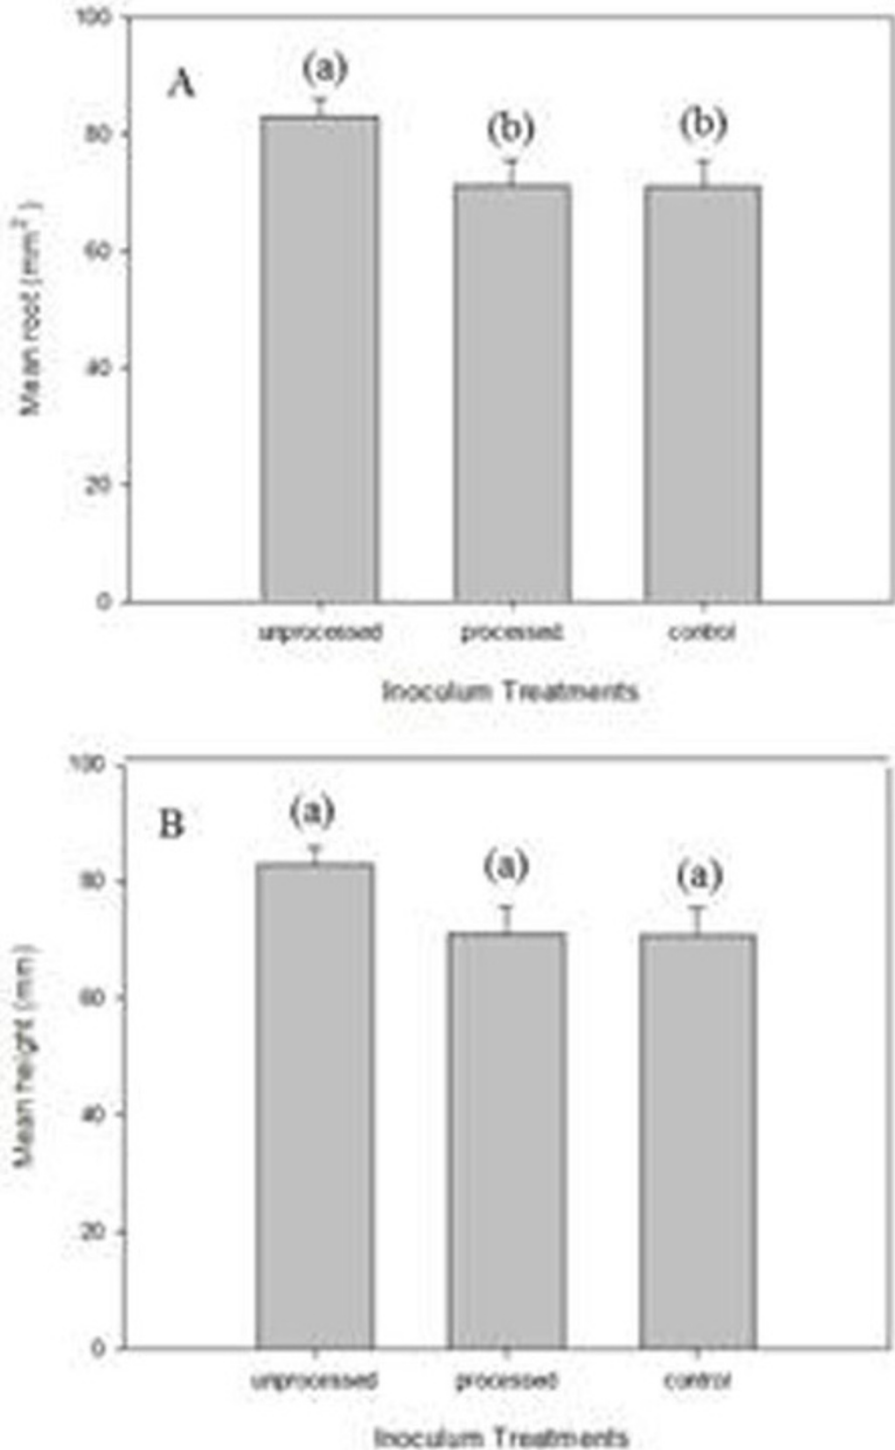 100
A
(a)
(b)
(b)
80
60
40
20
0
Mean root (mm²)
unprocessed
processed
control
Inoculum Treatments
100
B
(a)
(a)
(a)
80
60
40
20
0
Mean height (mm)
unprocessed
processed
control
Inoculum Treatments